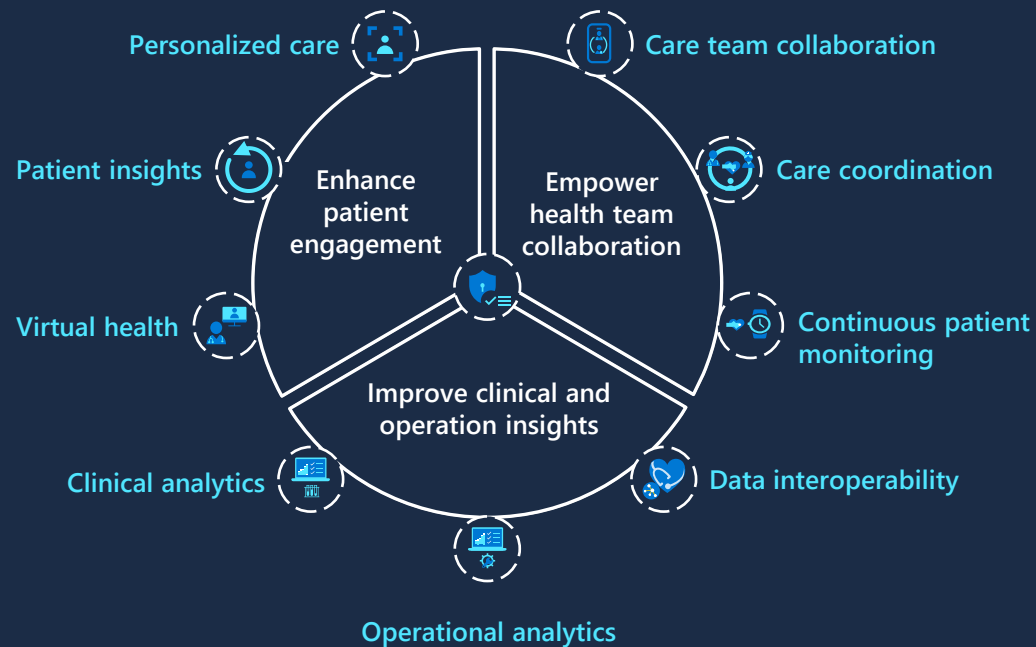 Personalized care
Care team collaboration
Patient insights
Care coordination
Enhance
patient
engagement
Empower
health team
collaboration
Virtual health
Continuous patient
monitoring
Improve clinical and
operation insights
Clinical analytics
Data interoperability
Operational analytics